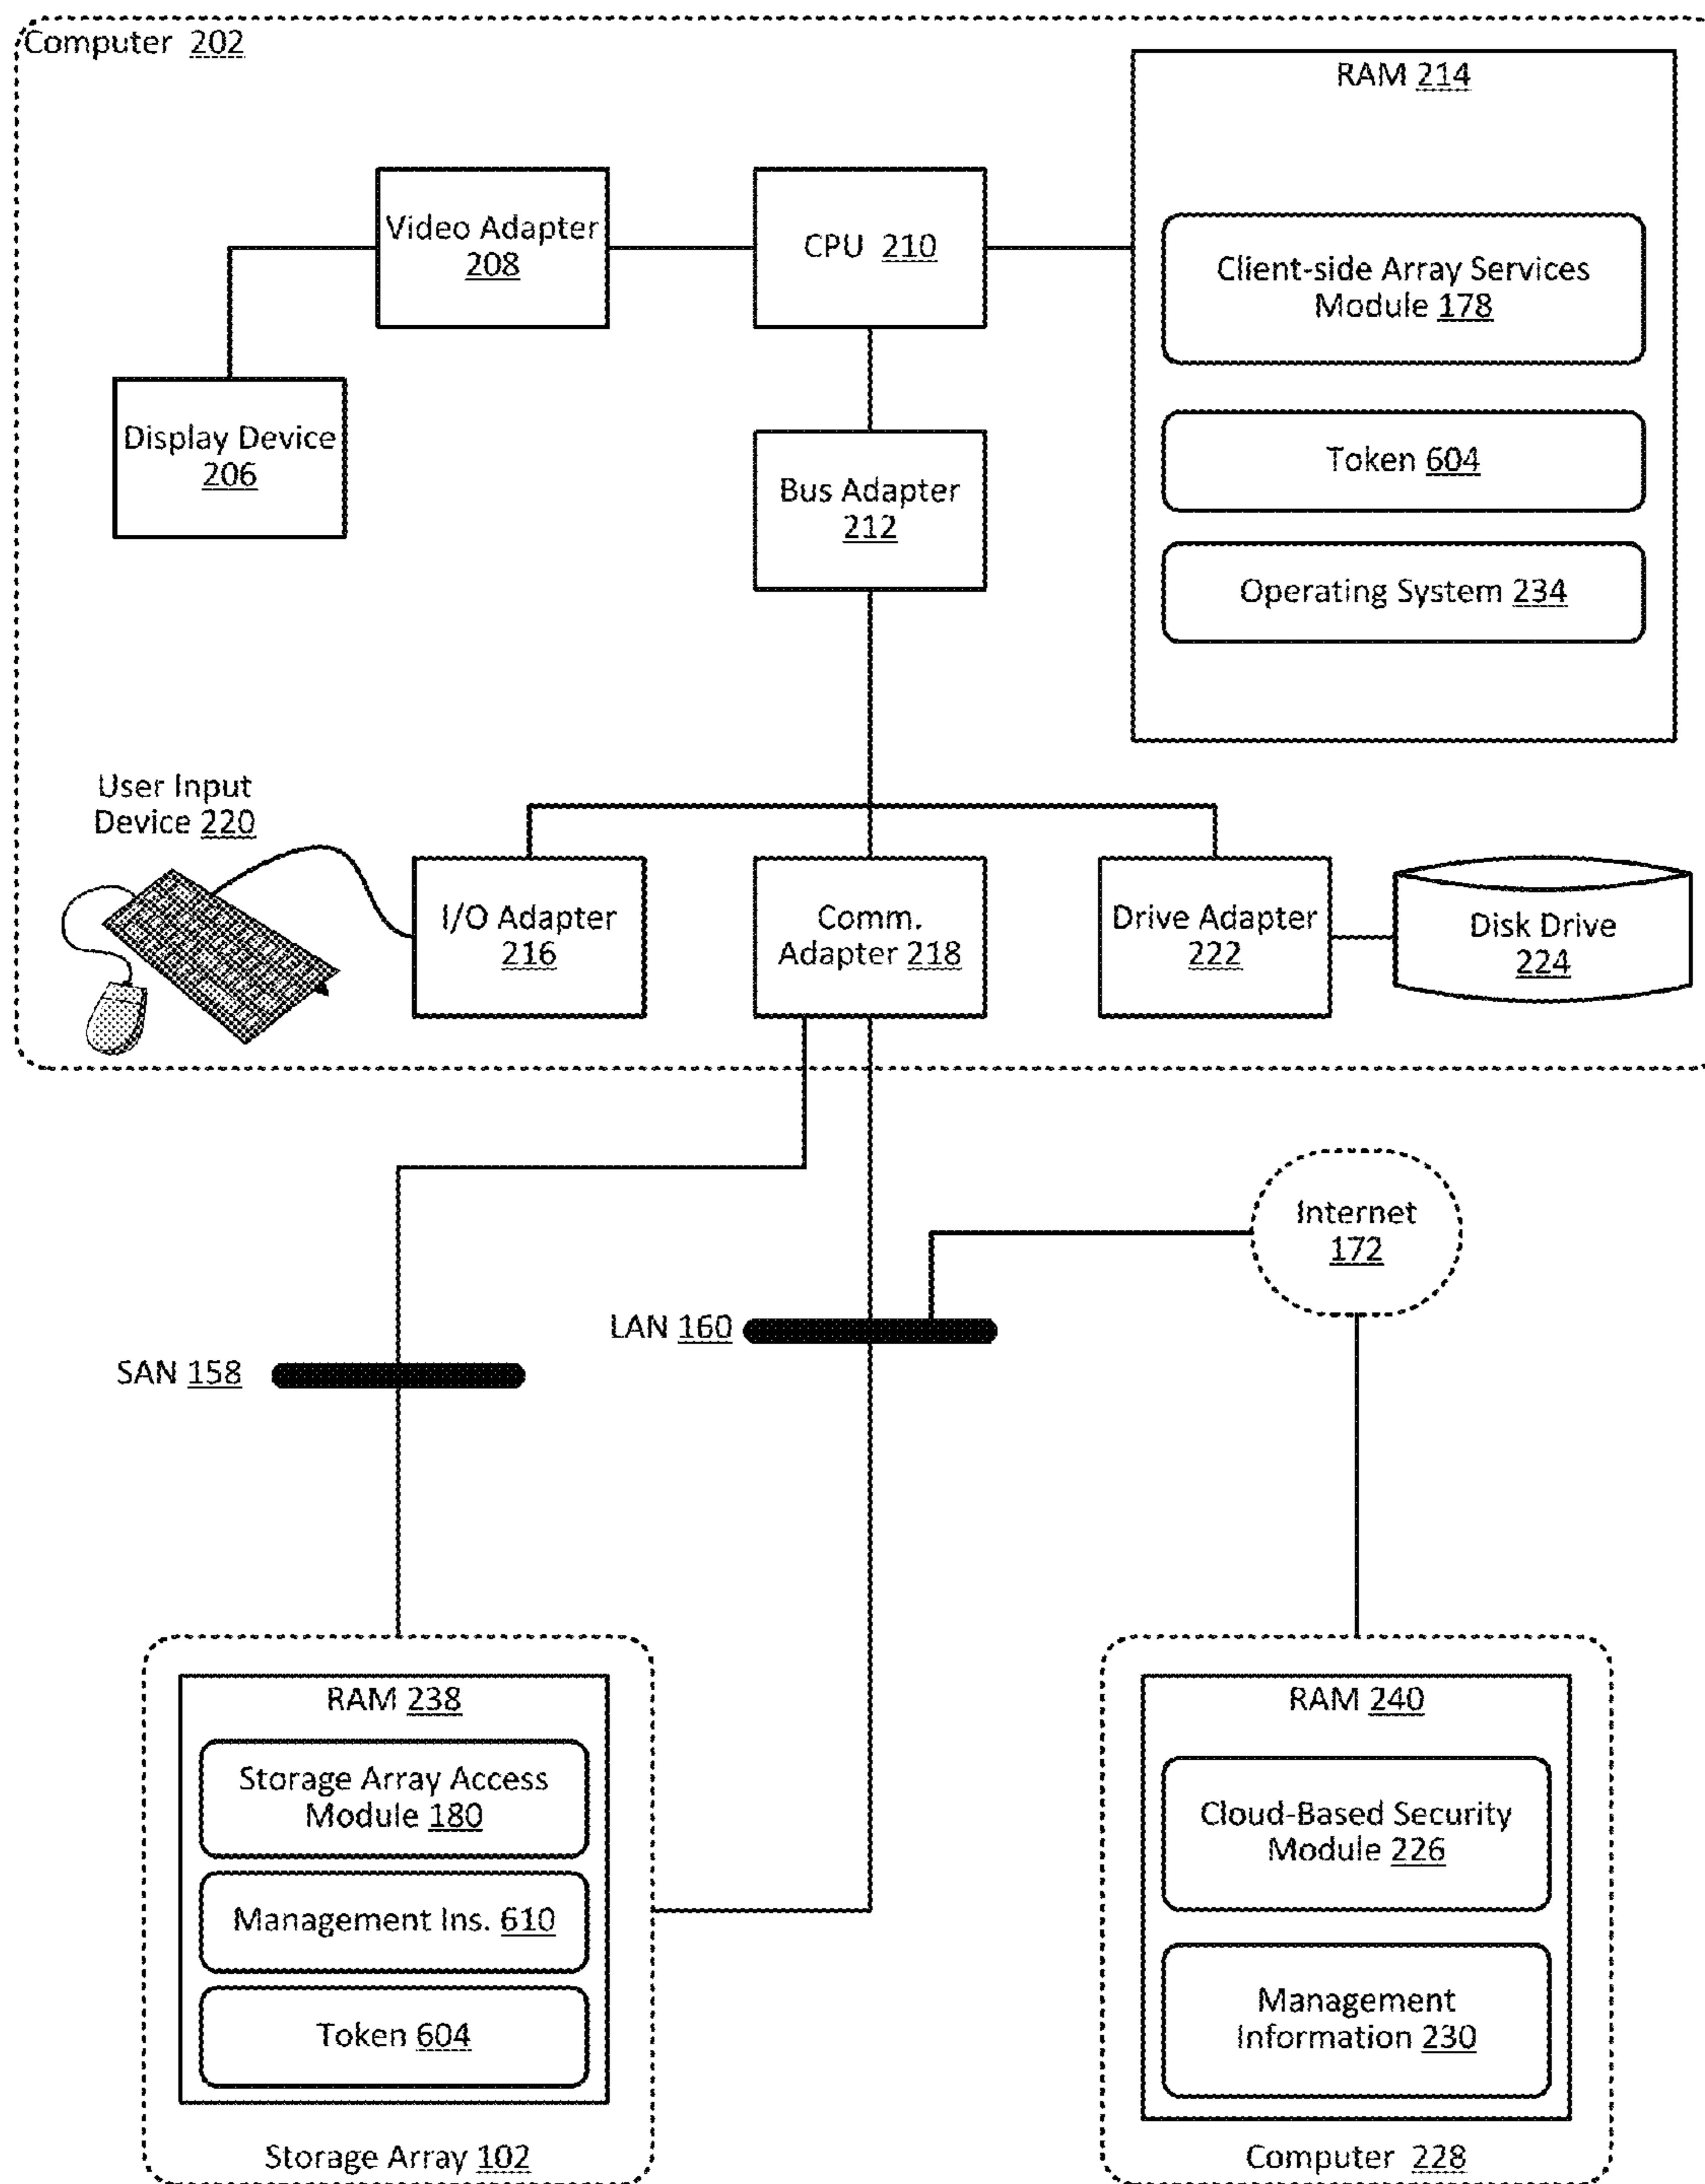 Computer 202
RAM 214
Video Adapter
208
CPU 210
Client-side Array Services
Module 178
Display Device
206
Token 604
Bus Adapter
212
Operating System 234
User Input
Device 220
I/O Adapter
216
Comm.
Adapter 218
Drive Adapter
222
Disk Drive
224
Internet
172
LAN 160
SAN 158
RAM 238
Storage Array Access
Module 180
Management Ins. 610
Token 604
Storage Array 102
RAM 240
Cloud-Based Security
Module 226
Management
Information 230
Computer 228